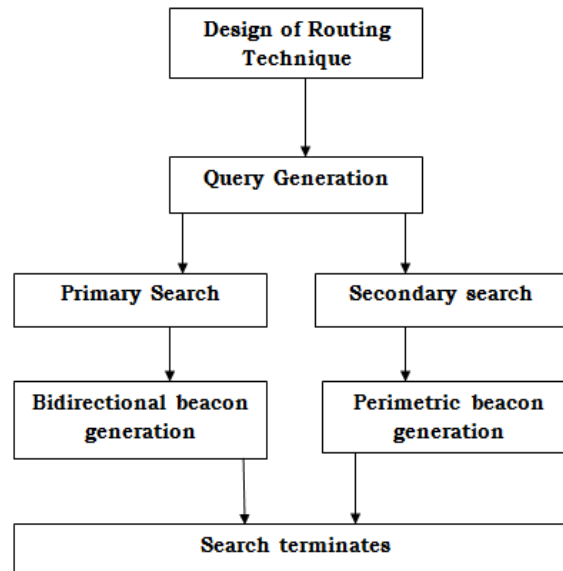 Design of Routing
Technique
Query Generation
Primary Search
Secondary search
Bidirectional beacon
generation
Perimetric beacon
generation
Search terminates